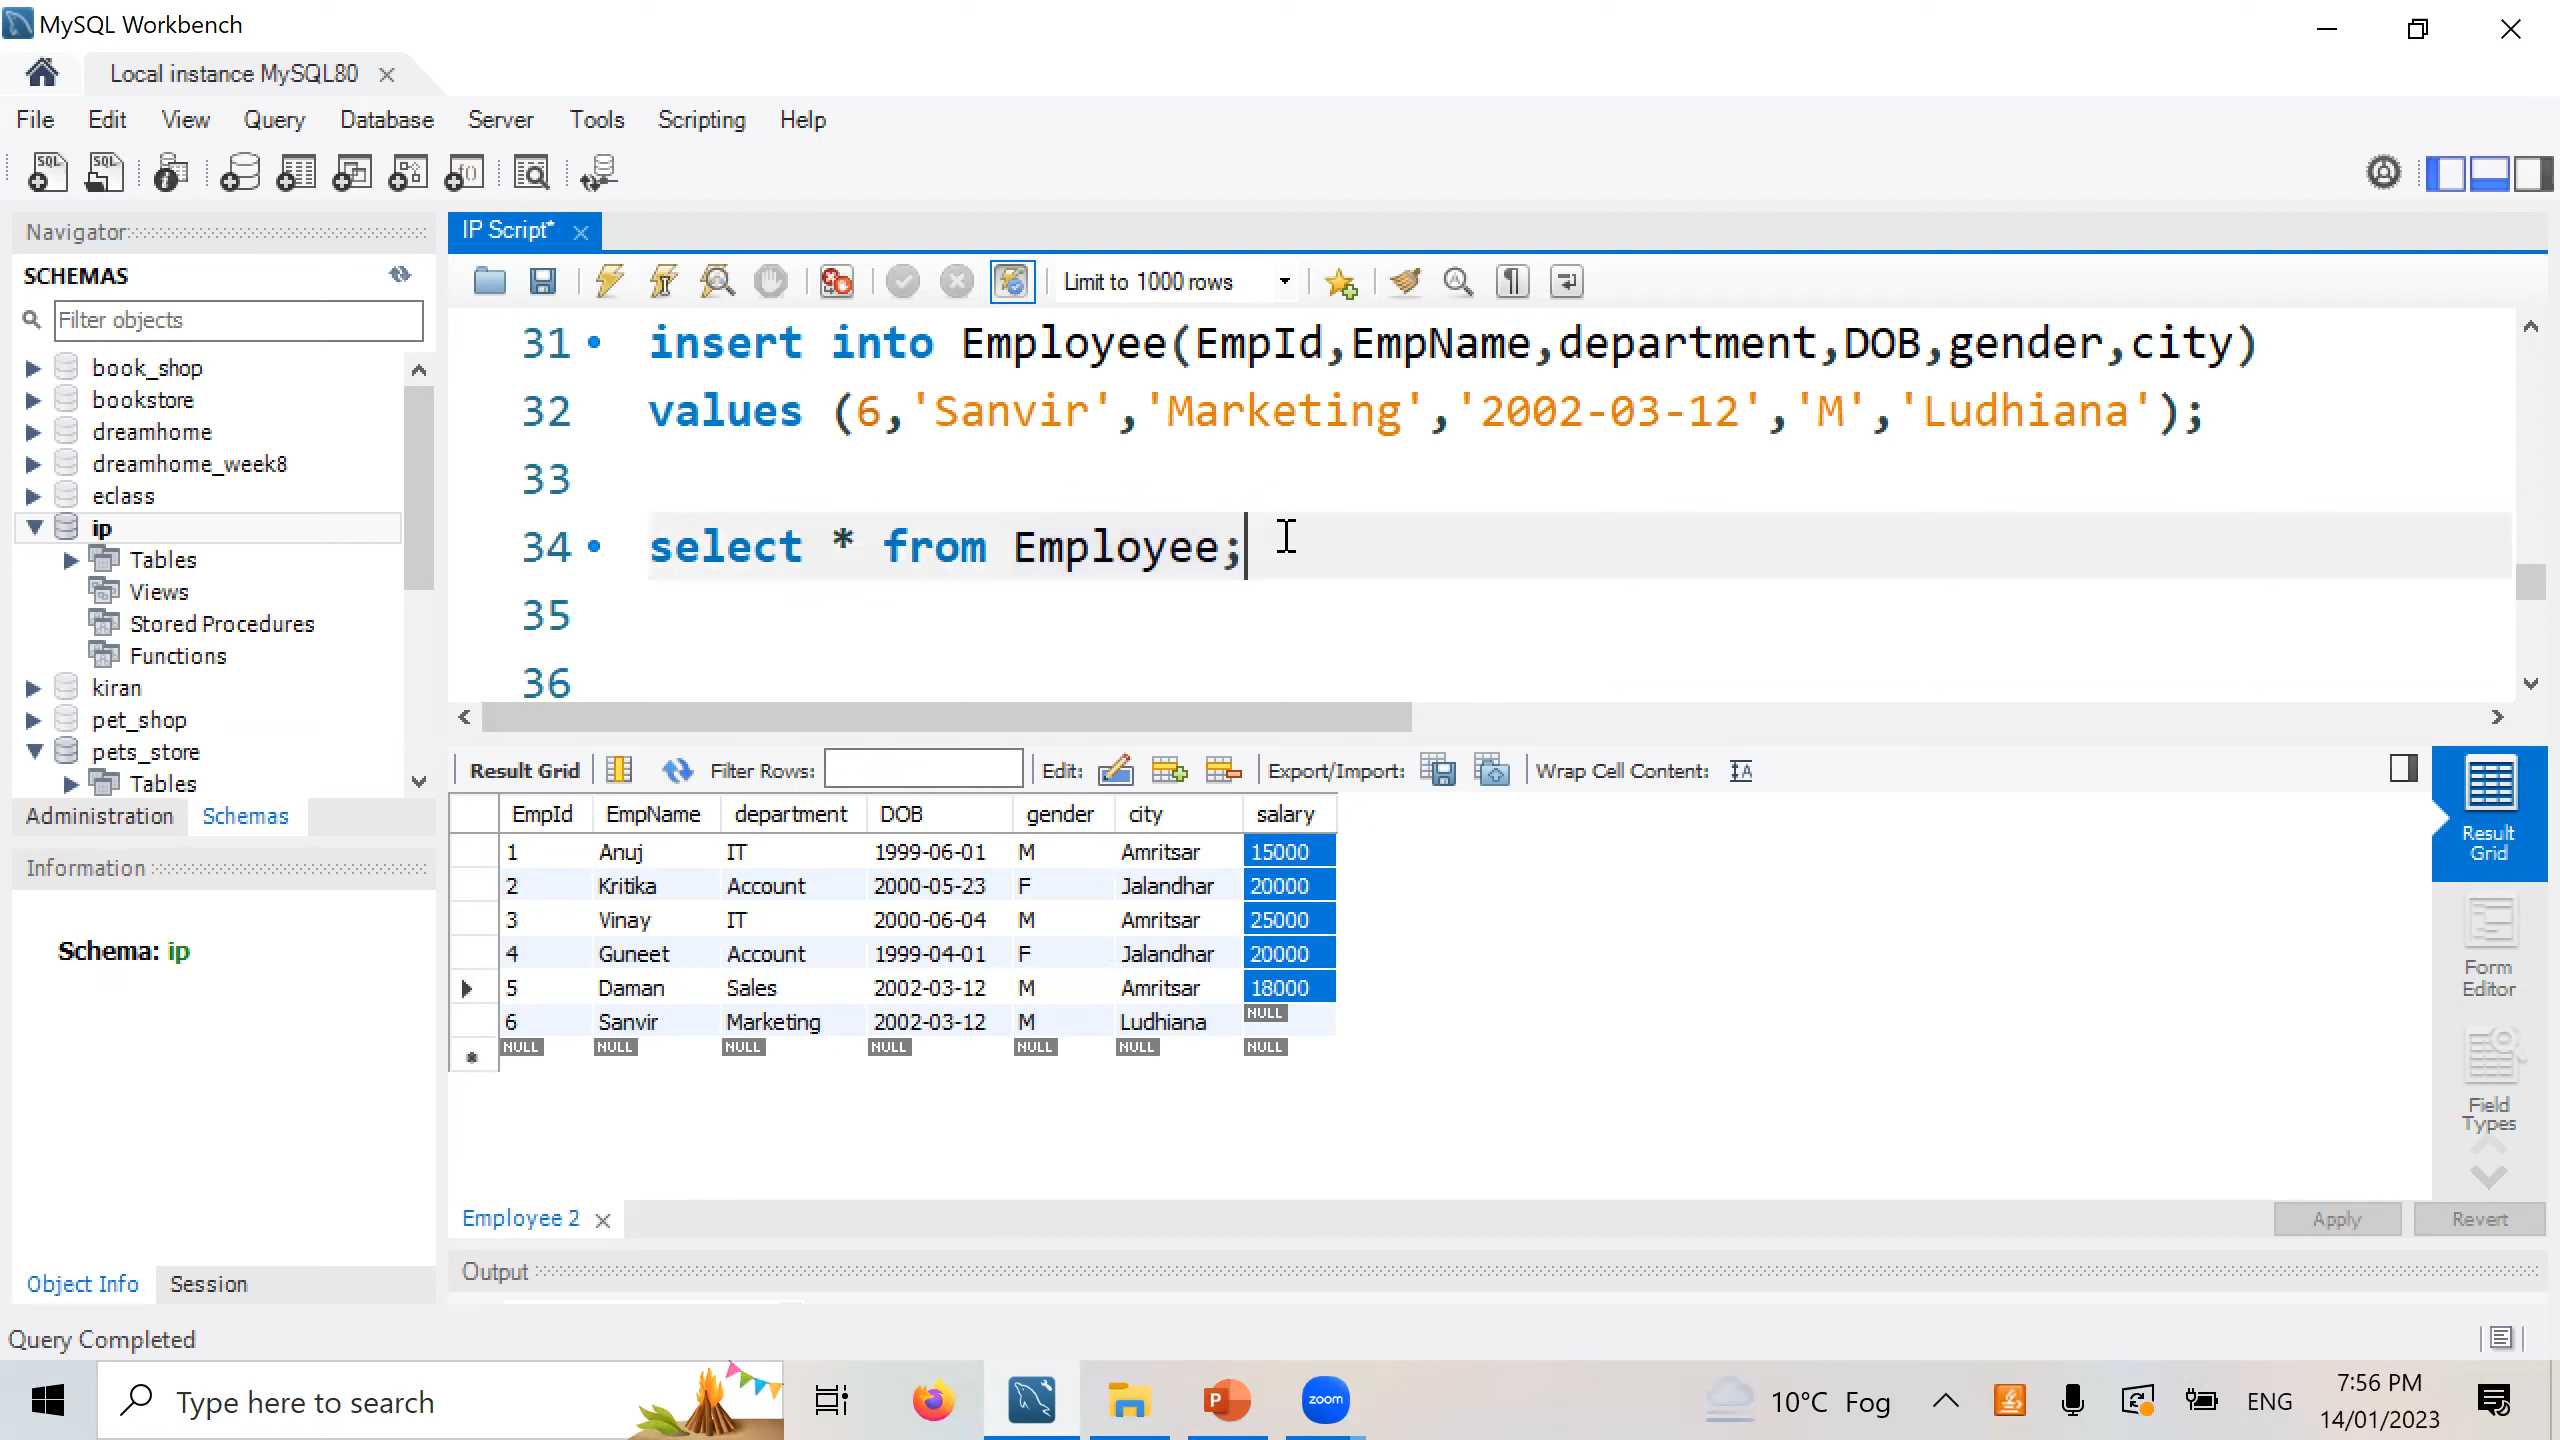 MySQL Workbench
Local instance MySQL80
File Edit View Query Database Server Tools Scripting Help
Navigator
SCHEMAS
Filter objects
book_shop
bookstore
dreamhome
dreamhome_week8
eclass
ip
Tables
Views
Stored Procedures
Functions
kiran
pet_shop
pets_store
Tables
Administration Schemas
Information
Schema: ip
Object Info Session
IP Script*
Limit to 1000 rows
31 insert into Employee(EmpId,EmpName,department,DOB,gender,city)
32 values (6,'Sanvir','Marketing','2002-03-12','M','Ludhiana');
33
34 select * from Employee;
35
36
Result Grid Filter Rows: Edit: Export/Import: Wrap Cell Content:
EmpId EmpName department DOB gender city salary
1 Anuj IT 1999-06-01 M Amritsar 15000
2 Kritika Account 2000-05-23 F Jalandhar 20000
3 Vinay IT 2000-06-04 M Amritsar 25000
4 Guneet Account 1999-04-01 F Jalandhar 20000
5 Daman Sales 2002-03-12 M Amritsar 18000
6 Sanvir Marketing 2002-03-12 M Ludhiana NULL
NULL NULL NULL NULL NULL NULL NULL
Result
Grid
Form
Editor
Field
Types
Employee 2
Apply Revert
Output
Query Completed
Type here to search
zoom
10°C Fog
ENG
7:56 PM
14/01/2023